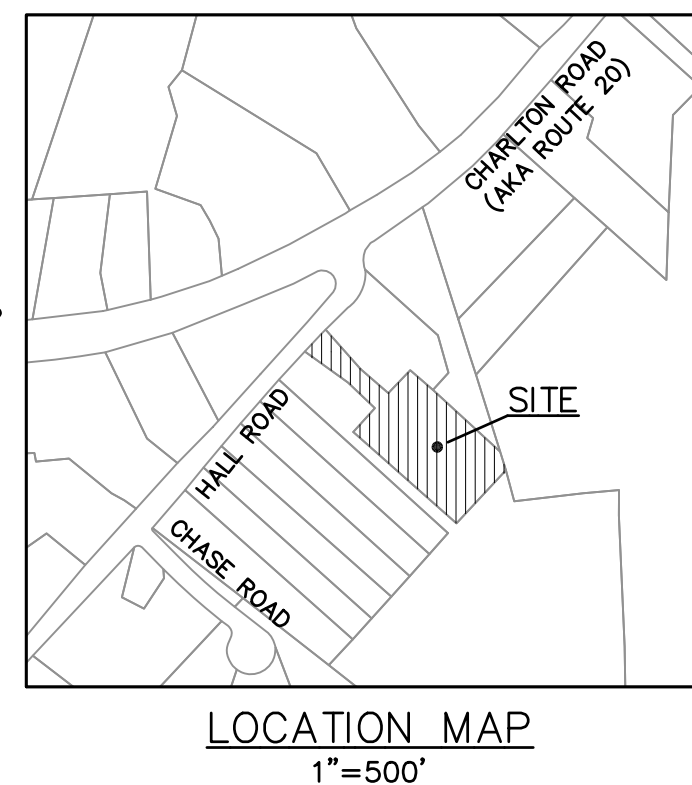 CHARLTON ROAD
(AKA ROUTE 20)
SITE
HALL ROAD
CHASE ROAD
LOCATION MAP
1"=500'